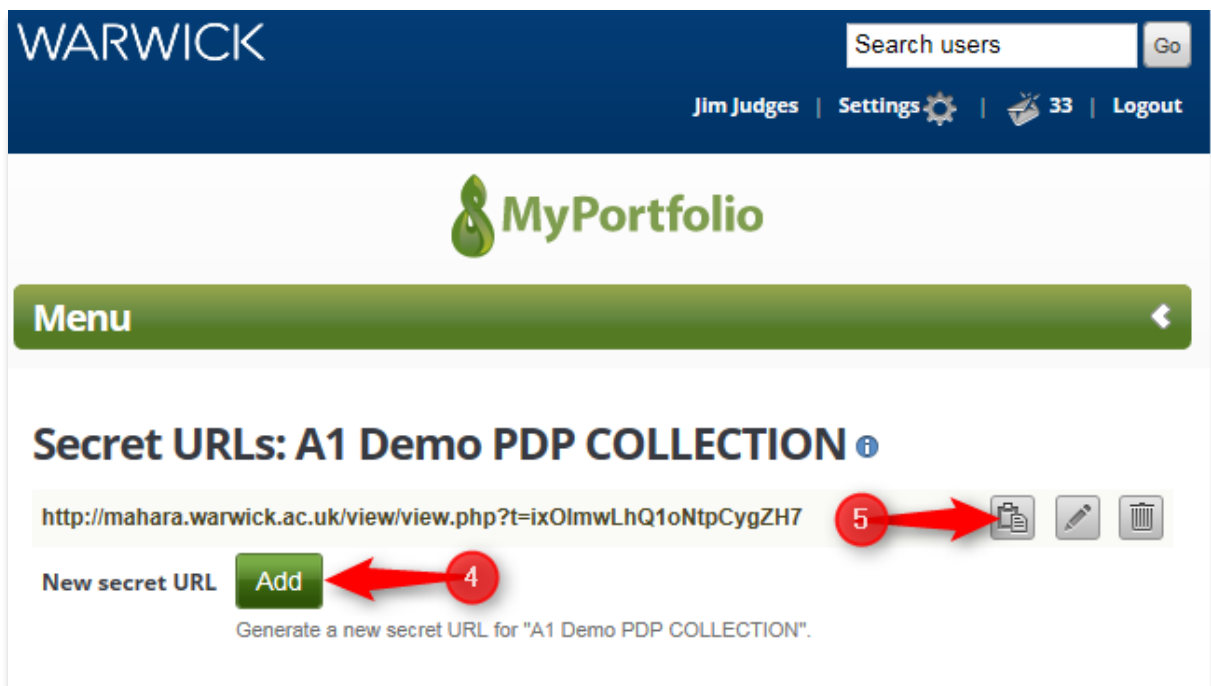 WARWICK
Search users Go
Jim Judges | Settings | 33 | Logout
MyPortfolio
Menu
Secret URLs: A1 Demo PDP COLLECTION
http://mahara.warwick.ac.uk/view/view.php?t=ixOlmwLhQ1oNtpCygZH7 5
New secret URL Add 4
Generate a new secret URL for "A1 Demo PDP COLLECTION".